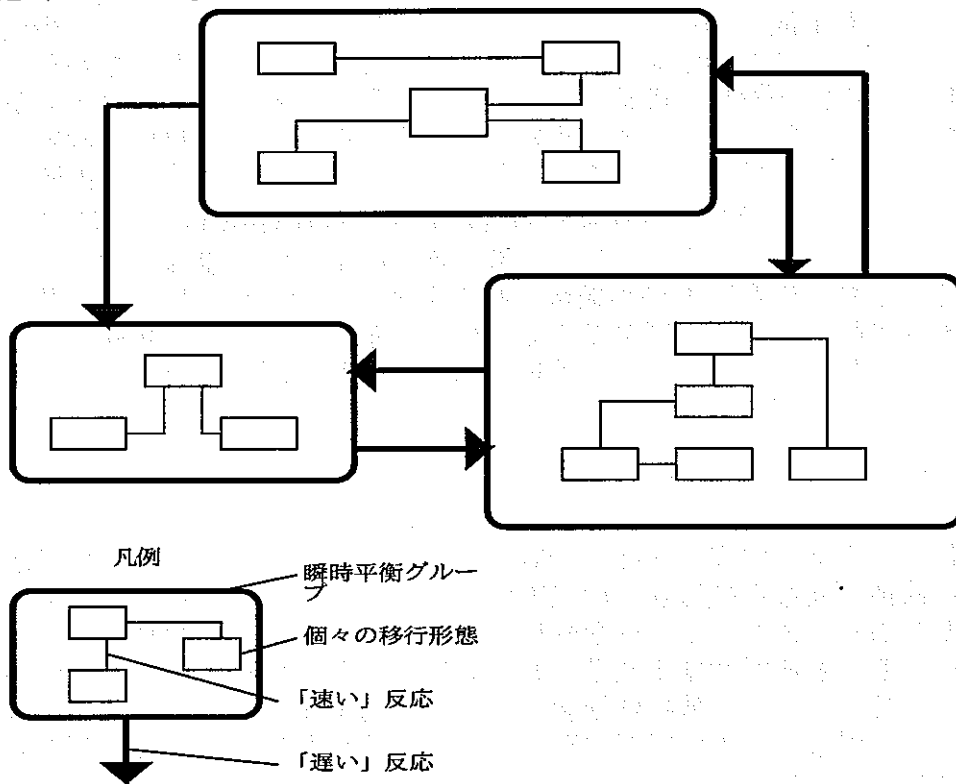 凡例
瞬時平衡グルー
プ
個々の移行形態
「速い」反応
「遅い」反応